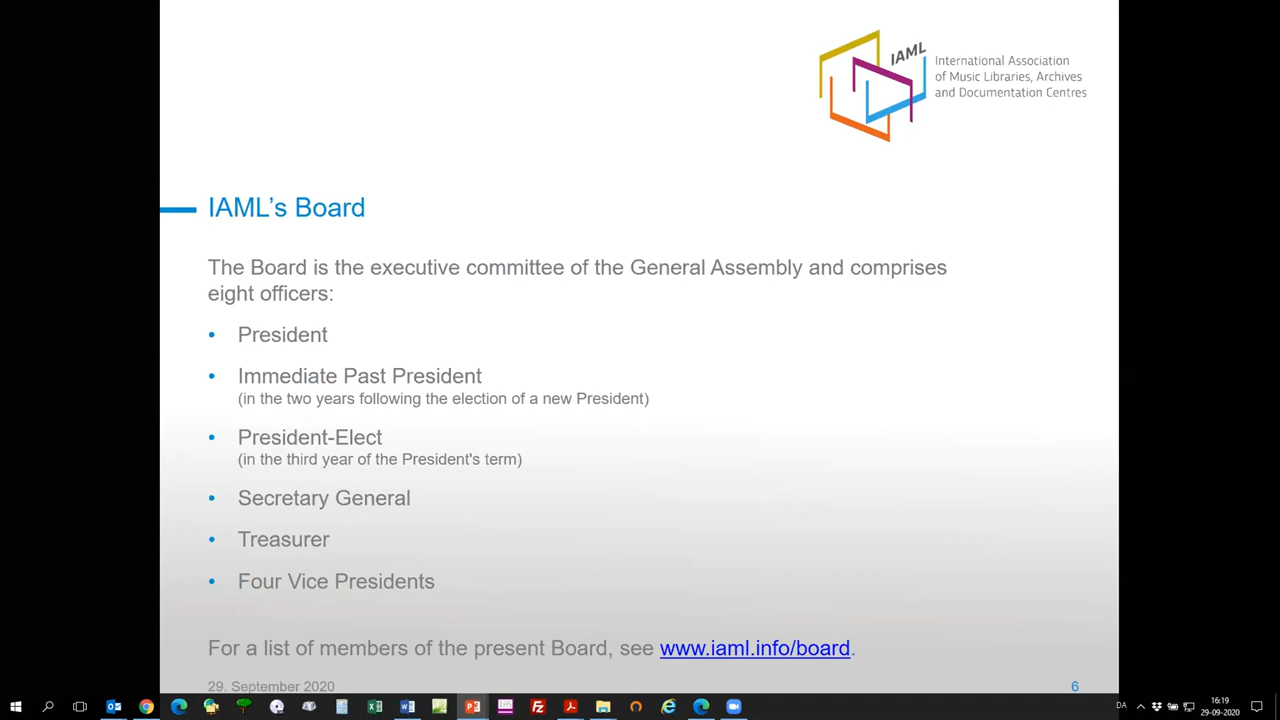 IAML
International Association
of Music Libraries, Archives
and Documentation Centres
IAML’s Board
The Board is the executive committee of the General Assembly and comprises
eight officers:
• President
• Immediate Past President
(in the two years following the election of a new President)
• President-Elect
(in the third year of the President's term)
• Secretary General
• Treasurer
• Four Vice Presidents
For a list of members of the present Board, see www.iaml.info/board.
29. September 2020
6
DA
16:19
29-09-2020